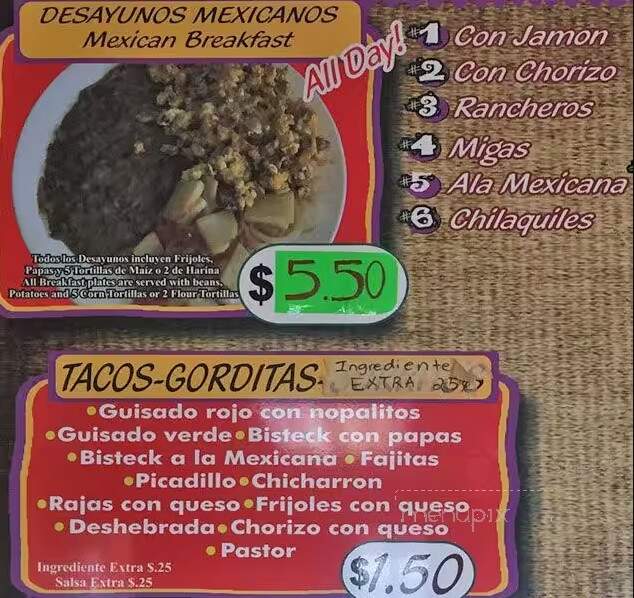 DESAYUNOS MEXICANOS
Mexican Breakfast
All Day!
#1 Con Jamon
#2 Con Chorizo
#3 Rancheros
#4 Migas
#5 Ala Mexicana
#6 Chilaquiles
Todos los Desayunos incluyen Frijoles,
Papas y 5 Tortillas de Maíz o 2 de Harina
All Breakfast plates are served with beans,
Potatoes and 5 Corn Tortillas or 2 Flour Tortillas
$5.50
TACOS-GORDITAS-
Ingrediente
EXTRA 25¢
•Guisado rojo con nopalitos
•Guisado verde •Bisteck con papas
•Bisteck a la Mexicana •Fajitas
•Picadillo •Chicharron
•Rajas con queso •Frijoles con queso
•Deshebrada •Chorizo con queso
•Pastor
Ingrediente Extra $.25
Salsa Extra $.25
$1.50
menupix